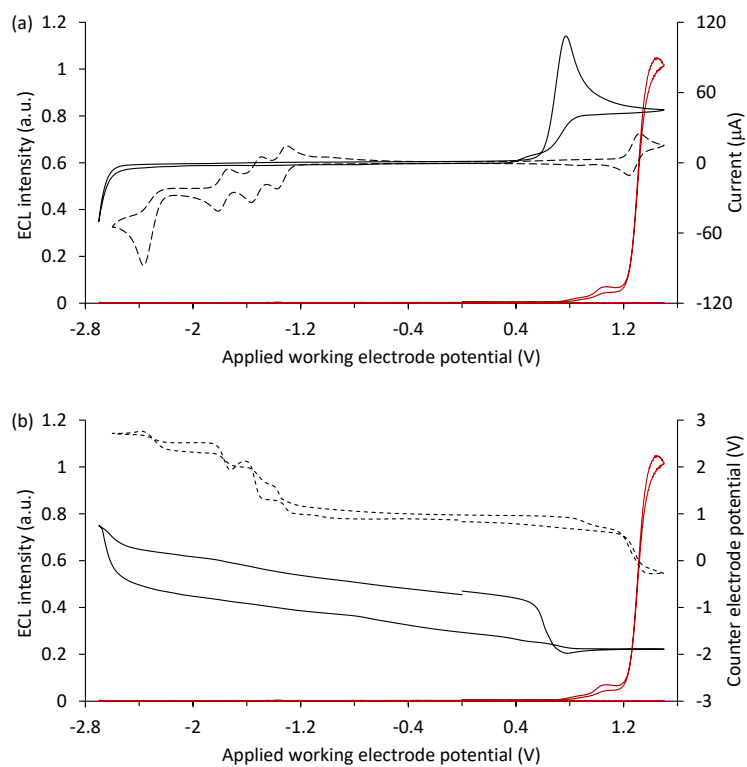 (a)
1.2
1
0.8
0.6
0.4
0.2
0
ECL intensity (a.u.)
120
60
0
-60
-120
Current (µA)
-2.8 -2 -1.2 -0.4 0.4 1.2
Applied working electrode potential (V)
(b)
1.2
1
0.8
0.6
0.4
0.2
0
ECL intensity (a.u.)
3
2
1
0
-1
-2
-3
Counter electrode potential (V)
-2.8 -2 -1.2 -0.4 0.4 1.2
Applied working electrode potential (V)